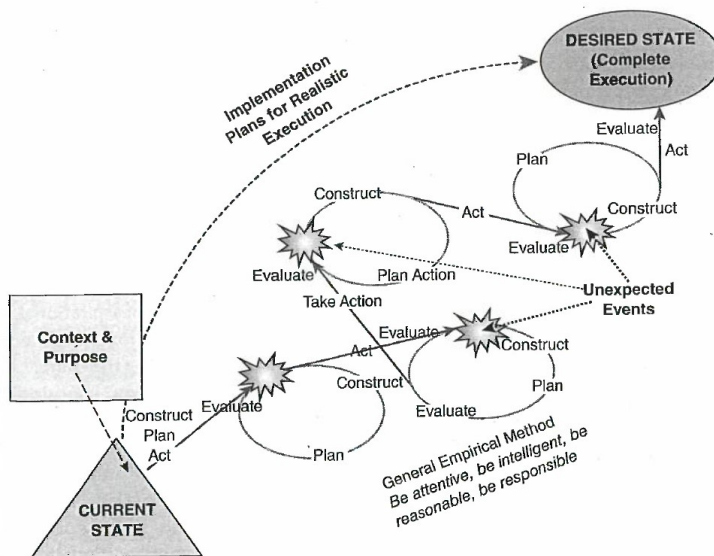 DESIRED STATE
(Complete
Execution)
Implementation
Plans for Realistic
Execution
Evaluate
Act
Plan
Construct
Evaluate
Construct
Act
Evaluate
Plan Action
Unexpected
Events
Take Action
Context &
Purpose
Evaluate
Act
Construct
Plan
Evaluate
Construct
Evaluate
Plan
Construct
Plan
Act
General Empirical Method
Be attentive, be intelligent, be
reasonable, be responsible
CURRENT
STATE